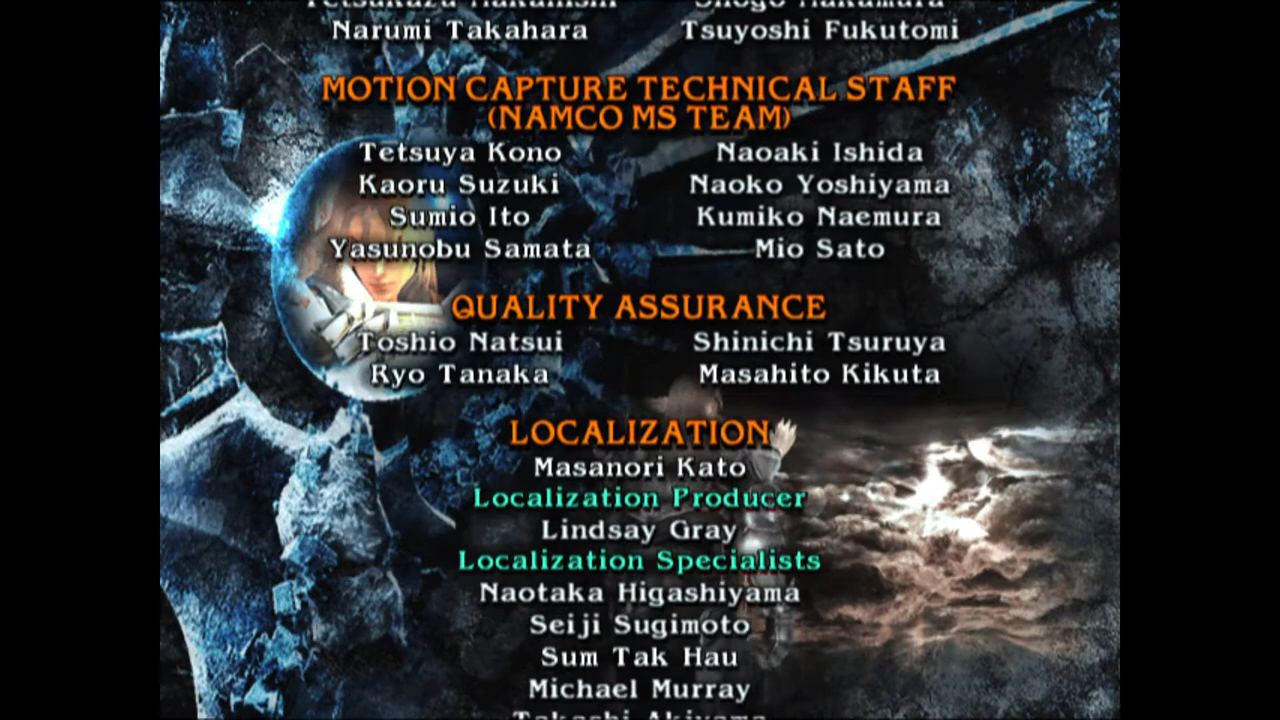 Narumi Takahara Tsuyoshi Fukutomi
MOTION CAPTURE TECHNICAL STAFF
(NAMCO MS TEAM)
Tetsuya Kono Naoaki Ishida
Kaoru Suzuki Naoko Yoshiyama
Sumio Ito Kumiko Naemura
Yasunobu Samata Mio Sato
QUALITY ASSURANCE
Toshio Natsui Shinichi Tsuruya
Ryo Tanaka Masahito Kikuta
LOCALIZATION
Masanori Kato
Localization Producer
Lindsay Gray
Localization Specialists
Naotaka Higashiyama
Seiji Sugimoto
Sum Tak Hau
Michael Murray